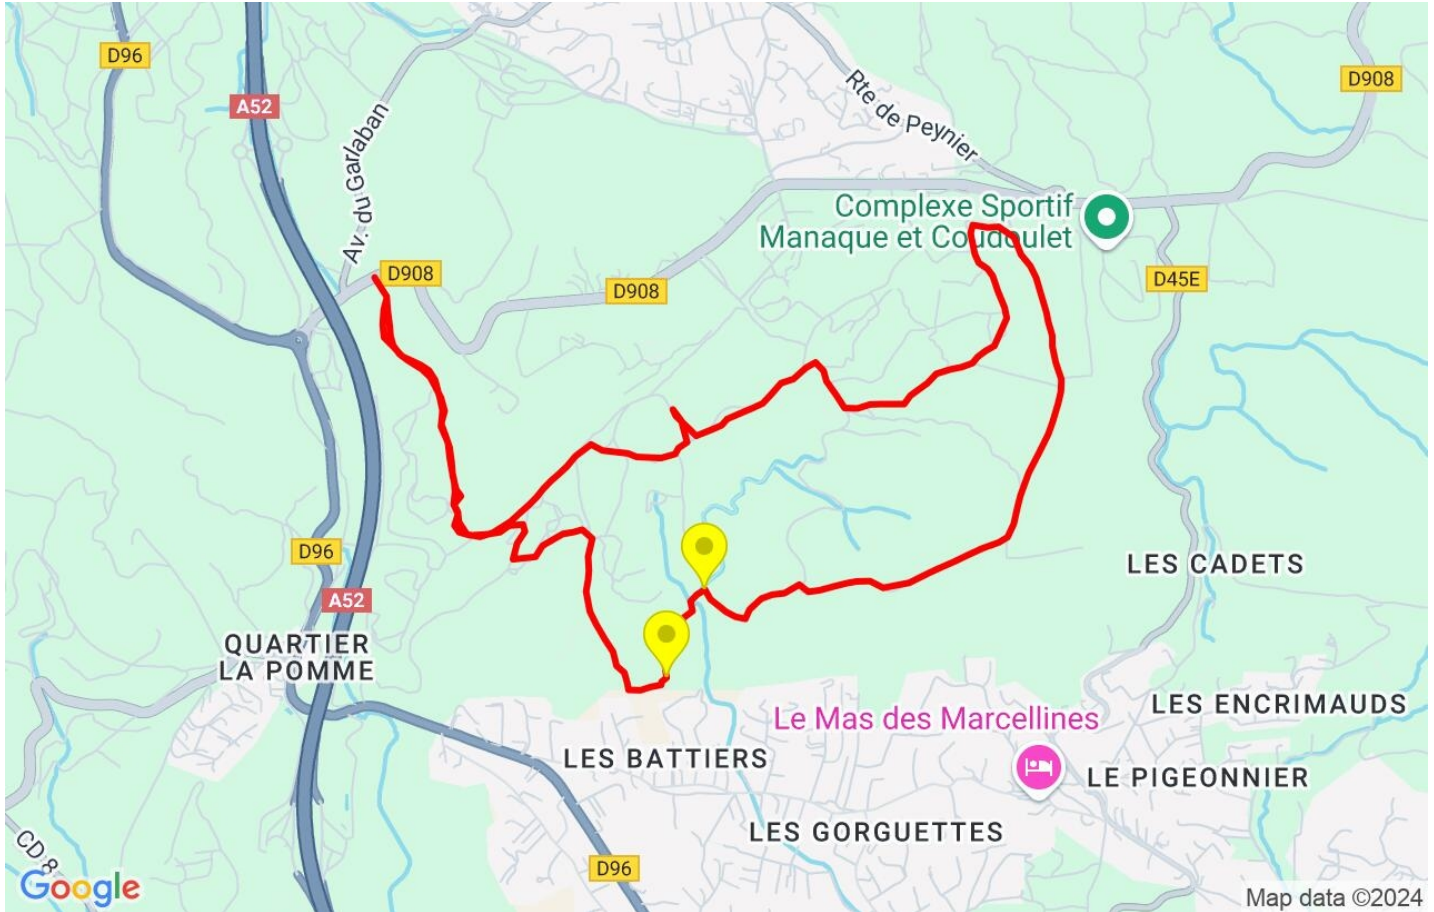 D96
D908
A52
Rte de Peynier
Av. du Garlaban
Complexe Sportif
Manaque et Coudoulet
D908
D45E
D908
D96
LES CADETS
A52
QUARTIER
LA POMME
LES ENCRIMAUDS
Le Mas des Marcellines
LES BATTIERS
LE PIGEONNIER
LES GORGUETTES
CD 8
D96
Google
Map data ©2024